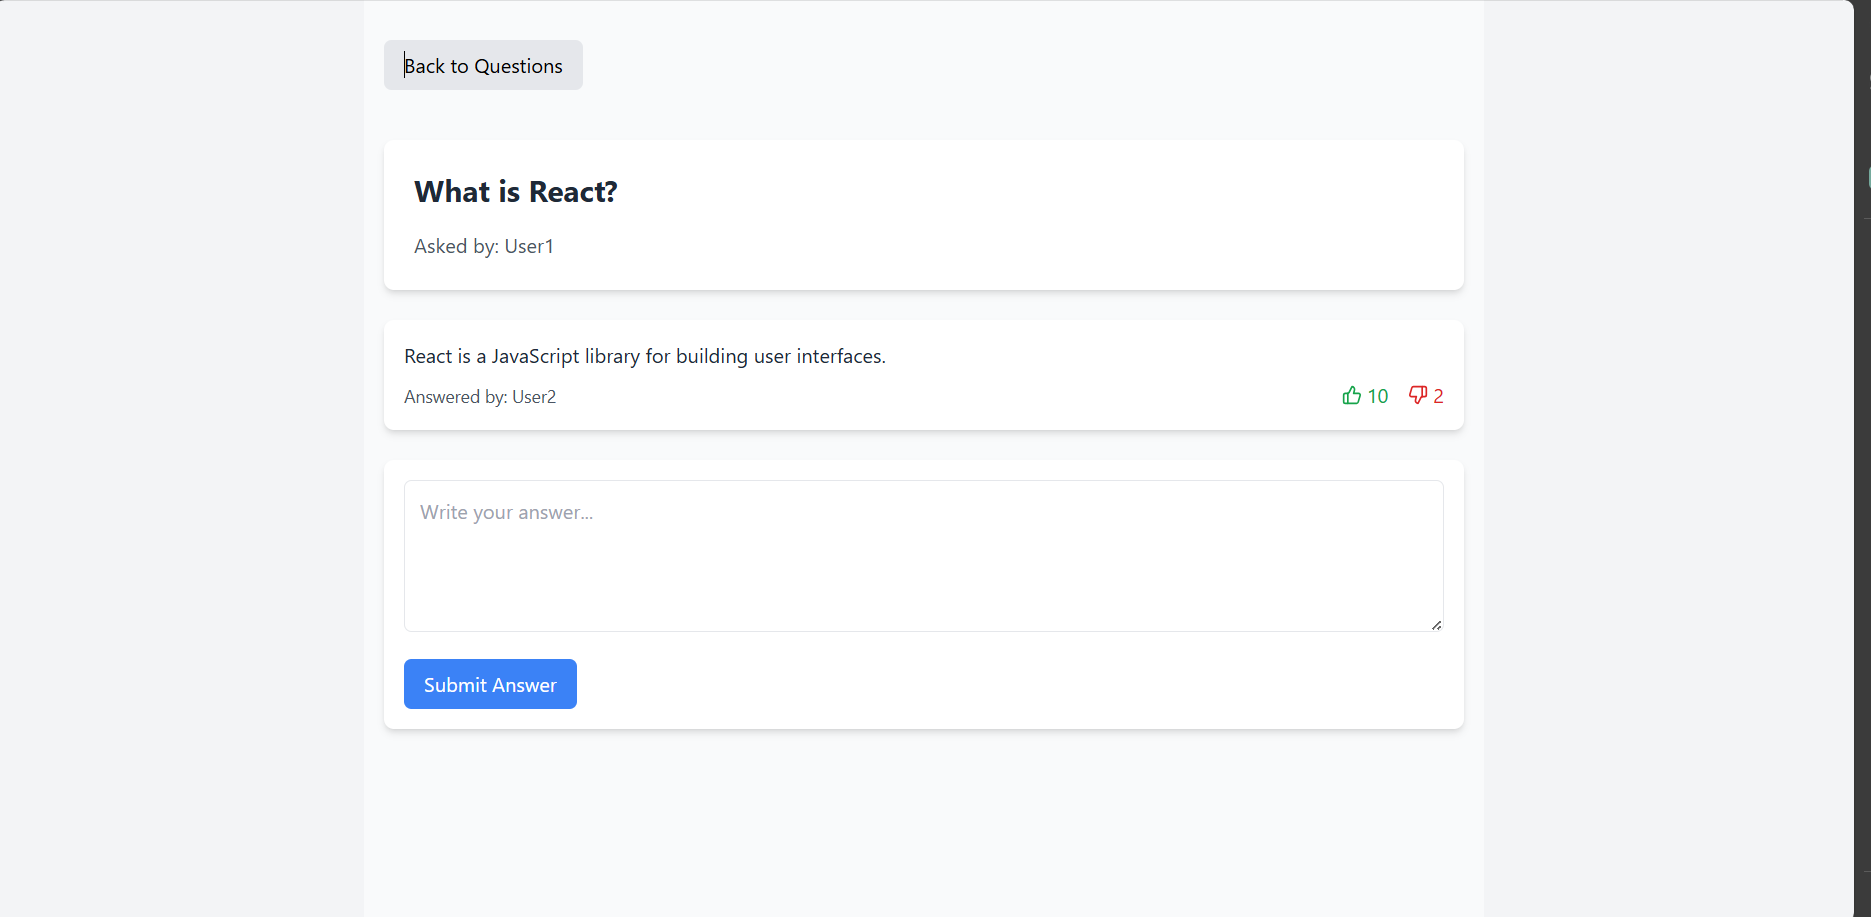 Back to Questions
What is React?
Asked by: User1
React is a JavaScript library for building user interfaces.
Answered by: User2
10
2
Write your answer...
Submit Answer